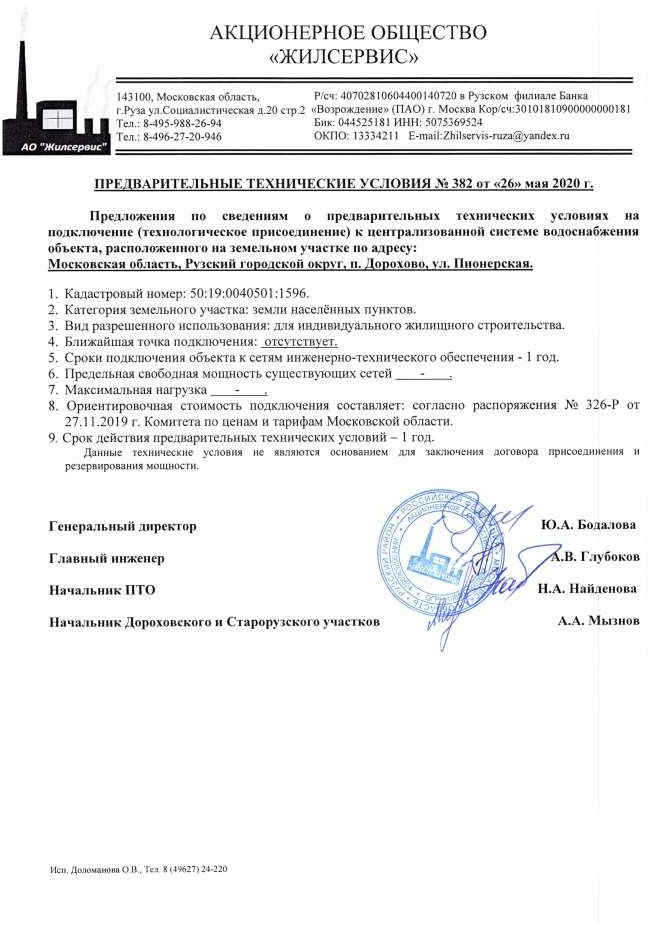 АКЦИОНЕРНОЕ ОБЩЕСТВО
«ЖИЛСЕРВИС»
АО "Жилсервис"
143100, Московская область,
г.Руза ул.Социалистическая д.20 стр.2
Тел.: 8-495-988-26-94
Тел.: 8-496-27-20-946
Р/сч: 40702810604400140720 в Рузском филиале Банка
«Возрождение» (ПАО) г. Москва Кор/сч:30101810900000000181
Бик: 044525181 ИНН: 5075369524
ОКПО: 13334211 E-mail:Zhilservis-ruza@yandex.ru
ПРЕДВАРИТЕЛЬНЫЕ ТЕХНИЧЕСКИЕ УСЛОВИЯ № 382 от «26» мая 2020 г.
Предложения по сведениям о предварительных технических условиях на
подключение (технологическое присоединение) к централизованной системе водоснабжения
объекта, расположенного на земельном участке по адресу:
Московская область, Рузский городской округ, п. Дорохово, ул. Пионерская.
1. Кадастровый номер: 50:19:0040501:1596.
2. Категория земельного участка: земли населённых пунктов.
3. Вид разрешенного использования: для индивидуального жилищного строительства.
4. Ближайшая точка подключения: отсутствует.
5. Сроки подключения объекта к сетям инженерно-технического обеспечения - 1 год.
6. Предельная свободная мощность существующих сетей ____-____.
7. Максимальная нагрузка ____-____.
8. Ориентировочная стоимость подключения составляет: согласно распоряжения № 326-Р от
27.11.2019 г. Комитета по ценам и тарифам Московской области.
9. Срок действия предварительных технических условий – 1 год.
Данные технические условия не являются основанием для заключения договора присоединения и
резервирования мощности.
Генеральный директор Ю.А. Бодалова
Главный инженер А.В. Глубоков
Начальник ПТО Н.А. Найденова
Начальник Дороховского и Старорузского участков А.А. Мызнов
Исп. Доломанова О.В., Тел. 8 (49627) 24-220